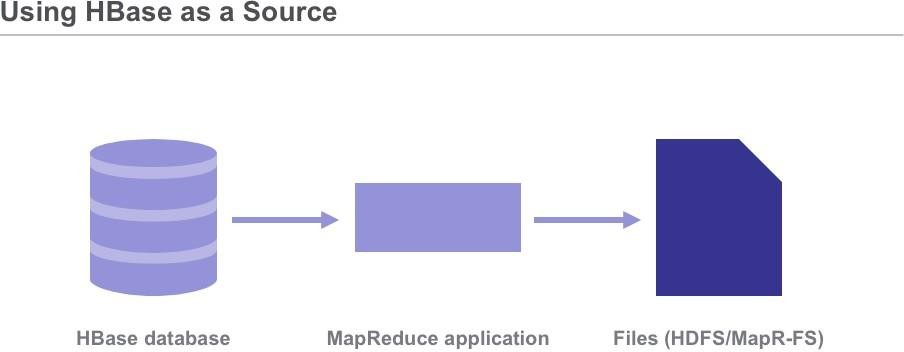 Using HBase as a Source
HBase database
MapReduce application
Files (HDFS/MapR-FS)